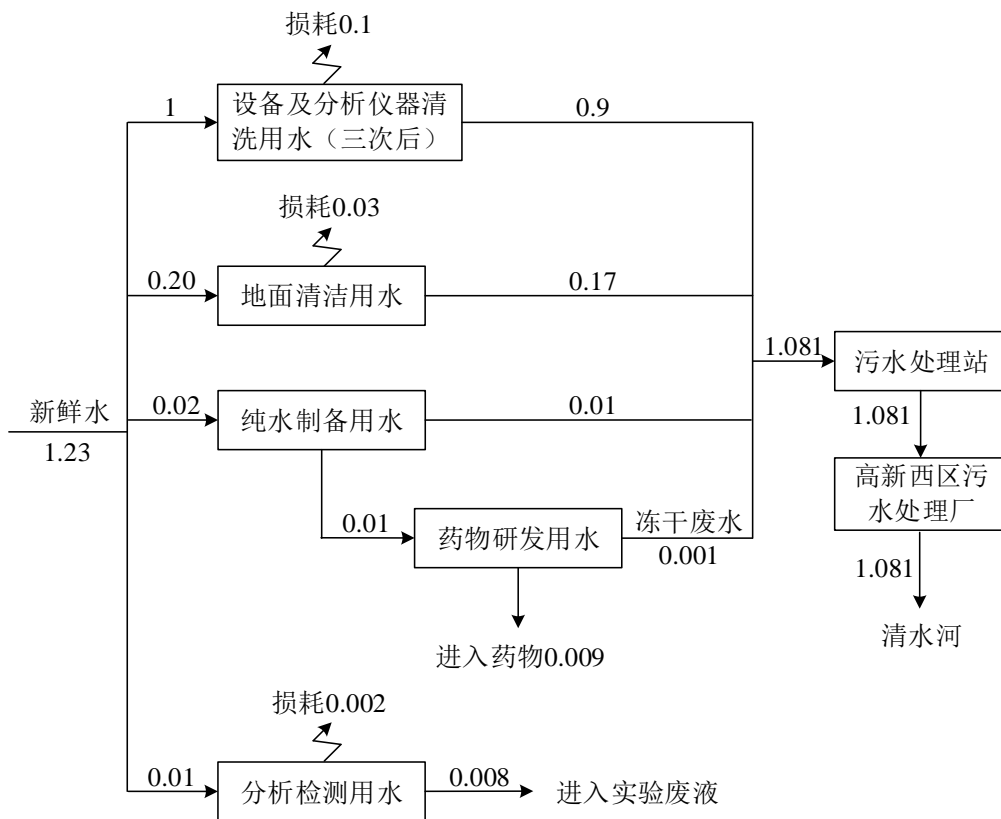 损耗0.1
1
设备及分析仪器清
洗用水（三次后）
0.9
损耗0.03
0.20
地面清洁用水
0.17
1.081
污水处理站
新鲜水
1.23
0.02
纯水制备用水
0.01
1.081
高新西区污
水处理厂
0.01
药物研发用水
冻干废水
0.001
1.081
清水河
进入药物0.009
损耗0.002
0.01
分析检测用水
0.008
进入实验废液